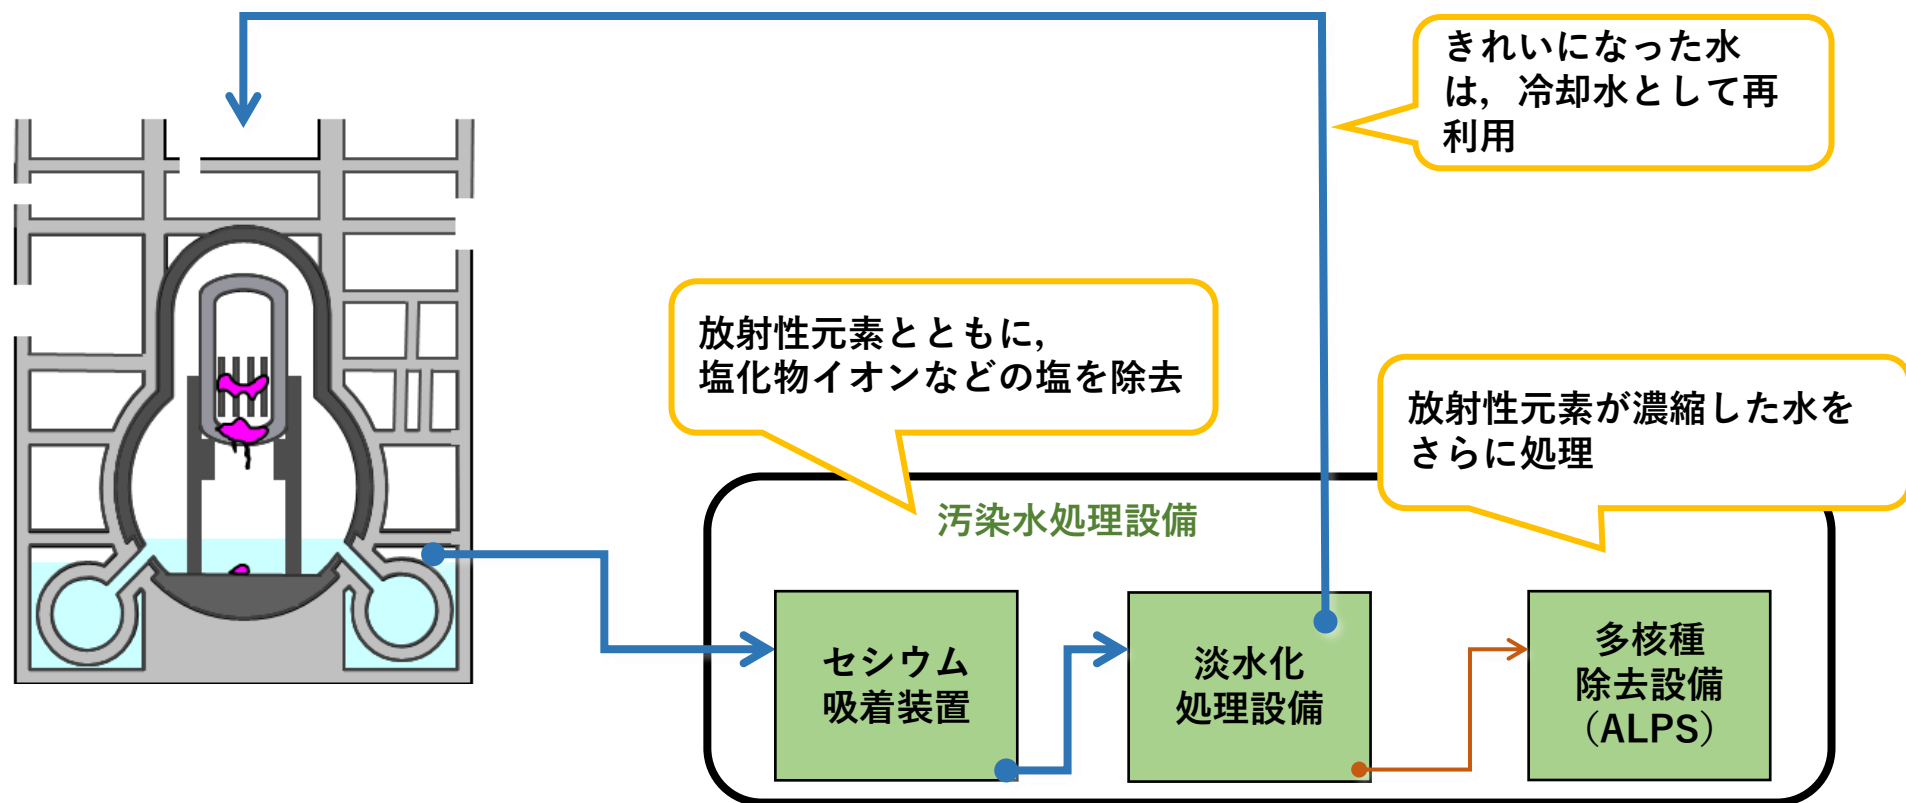 きれいになった水
は，冷却水として再
利用
放射性元素とともに，
塩化物イオンなどの塩を除去
放射性元素が濃縮した水を
さらに処理
汚染水処理設備
セシウム
吸着装置
淡水化
処理設備
多核種
除去設備
（ALPS）